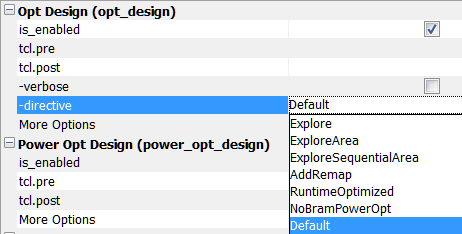 Opt Design (opt_design)
is_enabled
tcl.pre
tcl.post
-verbose
-directive Default
More Options Explore
ExploreArea
Power Opt Design (power_opt_design) ExploreSequentialArea
is_enabled AddRemap
tcl.pre RuntimeOptimized
tcl.post NoBramPowerOpt
More Options Default